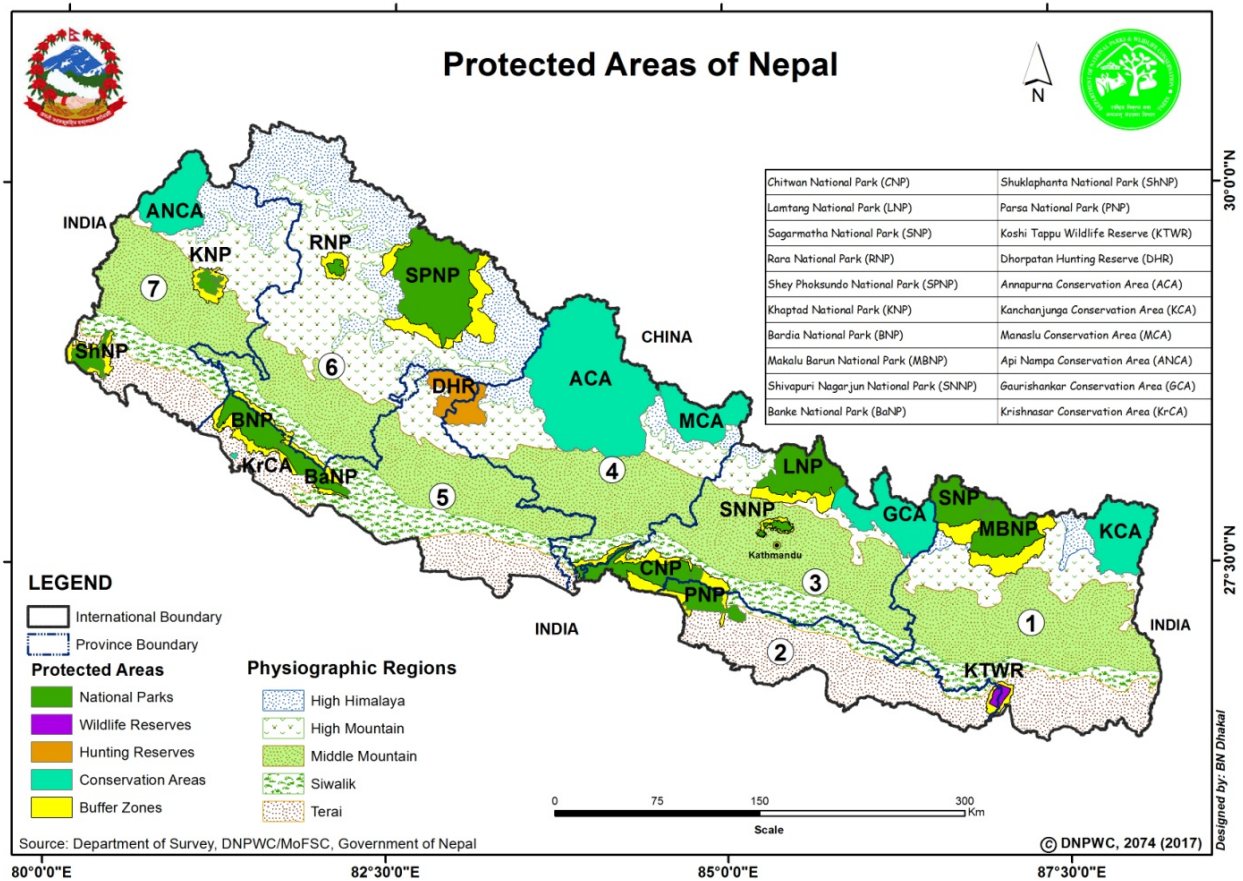 Protected Areas of Nepal
N
30°0'0"N
27°30'0"N
Chitwan National Park (CNP)
Shuklaphanta National Park (ShNP)
Lamtang National Park (LNP)
Parsa National Park (PNP)
Sagarmatha National Park (SNP)
Koshi Tappu Wildlife Reserve (KTWR)
Rara National Park (RNP)
Dhorpatan Hunting Reserve (DHR)
Shey Phoksundo National Park (SPNP)
Annapurna Conservation Area (ACA)
Khaptad National Park (KNP)
Kanchanjunga Conservation Area (KCA)
Bardia National Park (BNP)
Manaslu Conservation Area (MCA)
Makalu Barun National Park (MBNP)
Api Nampa Conservation Area (ANCA)
Shivapuri Nagarjun National Park (SNNP)
Gaurishankar Conservation Area (GCA)
Banke National Park (BaNP)
Krishnasar Conservation Area (KrCA)
INDIA
ANCA
KNP
RNP
SPNP
7
CHINA
ShNP
6
DHR
ACA
MCA
BNP
KrCA
BaNP
4
5
LNP
SNNP
Kathmandu
GCA
SNP
MBNP
KCA
CNP
PNP
3
INDIA
2
1
INDIA
KTWR
LEGEND
International Boundary
Province Boundary
Protected Areas
National Parks
Wildlife Reserves
Hunting Reserves
Conservation Areas
Buffer Zones
Physiographic Regions
High Himalaya
High Mountain
Middle Mountain
Siwalik
Terai
0 75 150 300
Km
Scale
Designed by: BN Dhakal
Source: Department of Survey, DNPWC/MoFSC, Government of Nepal
© DNPWC, 2074 (2017)
80°0'0"E
82°30'0"E
85°0'0"E
87°30'0"E